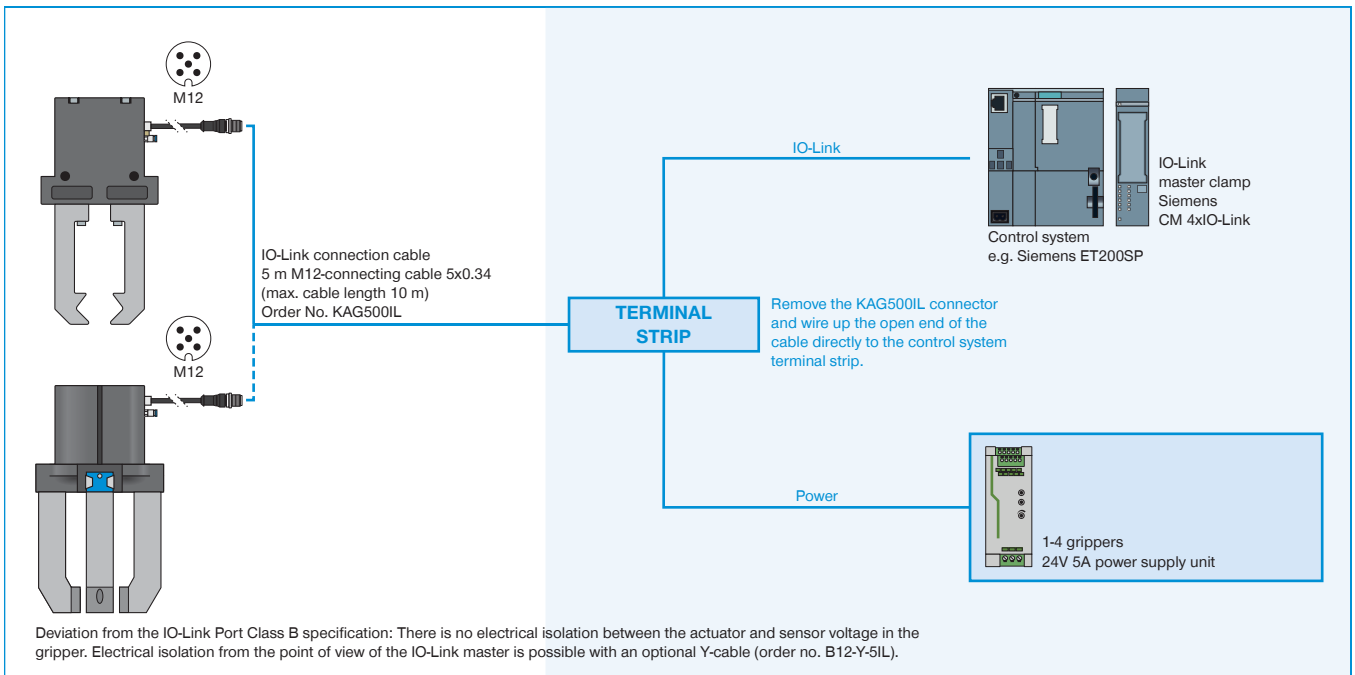 M12
IO-Link connection cable
5 m M12-connecting cable 5x0.34
(max. cable length 10 m)
Order No. KAG500IL
M12
IO-Link
TERMINAL
STRIP
Remove the KAG500IL connector
and wire up the open end of the
cable directly to the control system
terminal strip.
Control system
e.g. Siemens ET200SP
IO-Link
master clamp
Siemens
CM 4xIO-Link
Power
1-4 grippers
24V 5A power supply unit
Deviation from the IO-Link Port Class B specification: There is no electrical isolation between the actuator and sensor voltage in the
gripper. Electrical isolation from the point of view of the IO-Link master is possible with an optional Y-cable (order no. B12-Y-5IL).